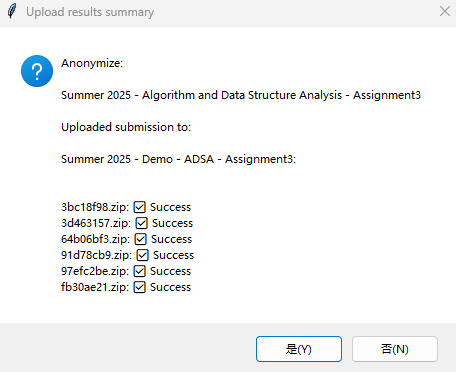 Upload results summary
Anonymize:
Summer 2025 - Algorithm and Data Structure Analysis - Assignment3
Uploaded submission to:
Summer 2025 - Demo - ADSA - Assignment3:
3bc18f98.zip: ☑ Success
3d463157.zip: ☑ Success
64b06bf3.zip: ☑ Success
91d78cb9.zip: ☑ Success
97efc2be.zip: ☑ Success
fb30ae21.zip: ☑ Success
是(Y) 否(N)